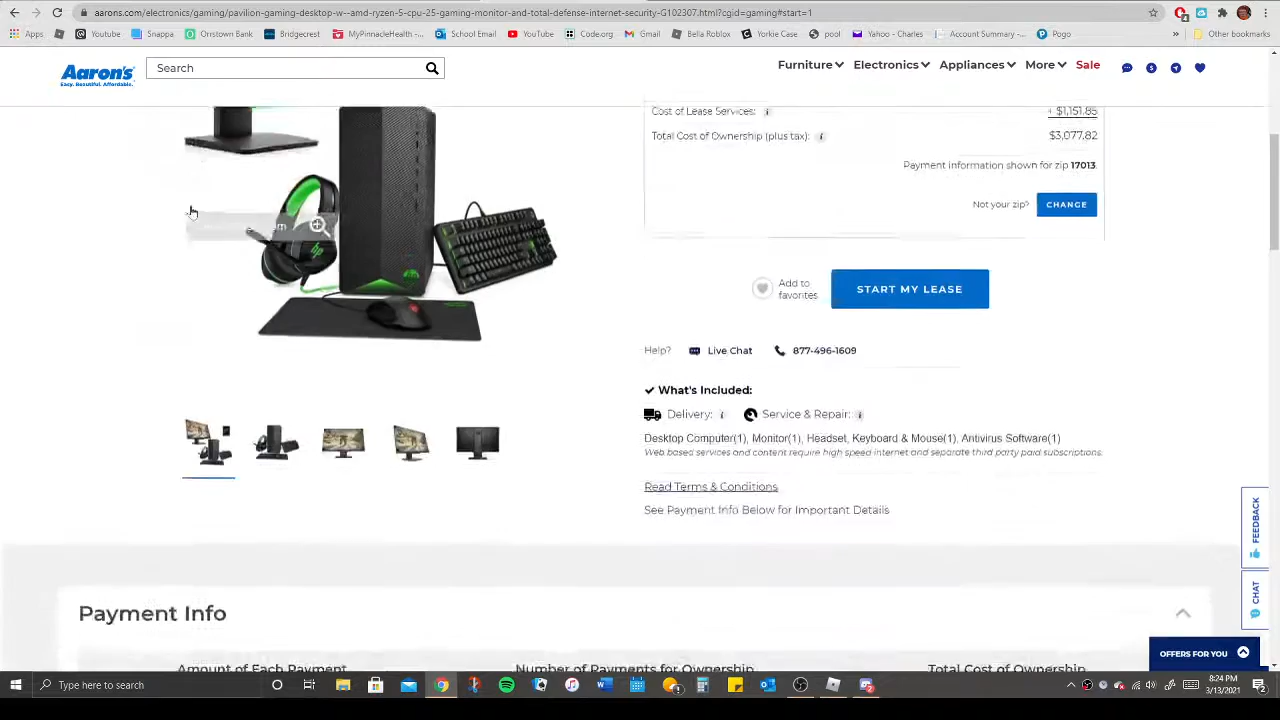 aarons.com/electronics/gaming/pavilion-gaming-desktop-w--amd-ryzen-5-cpu-25-gaming-monitor-and-total-defense-internet-security-G102307.html?cgid=gaming#start=1
Apps Youtube Snappa Orstown Bank Bridgecrest MyPinnacleHealth -... School Email YouTube Code.org Gmail Bella Roblox Yorkie Case pool Yahoo - Charles Account Summary -... Pogo » Other bookmarks
Aaron's Search Furniture Electronics Appliances More Sale
Easy. Beautiful. Affordable.
Cost of Lease Services: i + $1,151.85
Total Cost of Ownership (plus tax): i $3,077.82
Payment information shown for zip 17013.
Not your zip? CHANGE
hp
Add to
favorites
START MY LEASE
Help? Live Chat 877-496-1609
What's Included:
Delivery: i Service & Repair: i
Desktop Computer(1), Monitor(1), Headset, Keyboard & Mouse(1), Antivirus Software(1)
Web based services and content require high speed internet and separate third party paid subscriptions.
Read Terms & Conditions
See Payment Info Below for Important Details
FEEDBACK
CHAT
Payment Info
OFFERS FOR YOU
Amount of Each Payment Number of Payments for Ownership Total Cost of Ownership
Type here to search
8:24 PM
3/13/2021